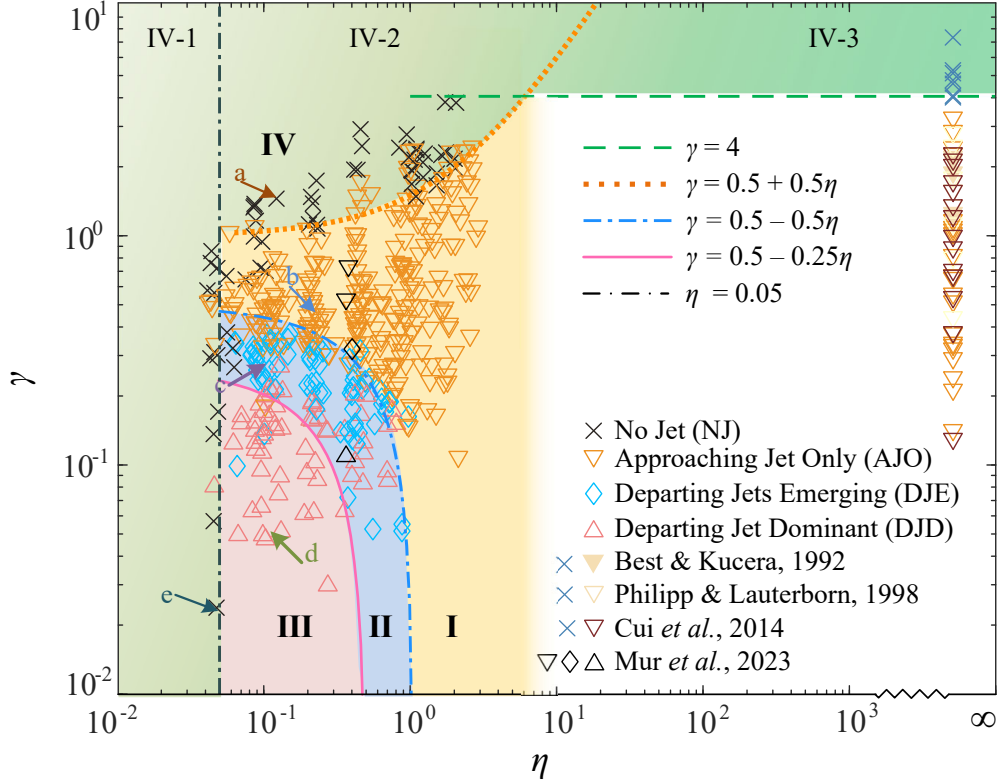 10^1
IV-1
IV-2
IV-3
IV
a
γ = 4
γ = 0.5 + 0.5η
γ = 0.5 – 0.5η
γ = 0.5 – 0.25η
η = 0.05
10^0
b
γ
c
No Jet (NJ)
Approaching Jet Only (AJO)
10^-1
Departing Jets Emerging (DJE)
Departing Jet Dominant (DJD)
d
Best & Kucera, 1992
e
Philipp & Lauterborn, 1998
III
II
I
Cui et al., 2014
Mur et al., 2023
10^-2
10^-2
10^-1
10^0
10^1
10^2
10^3
∞
η